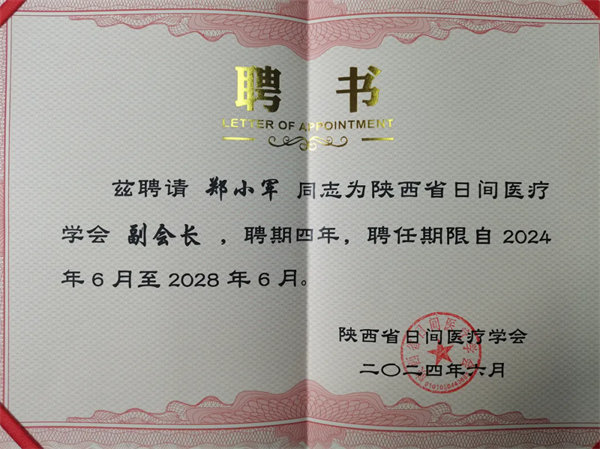 聘书
LETTER OF APPOINTMENT
兹聘请 郑小军 同志为陕西省日间医疗
学会 副会长 ，聘期四年，聘任期限自 2024
年 6 月至 2028 年 6 月。
陕西省日间医疗学会
二〇二四年六月